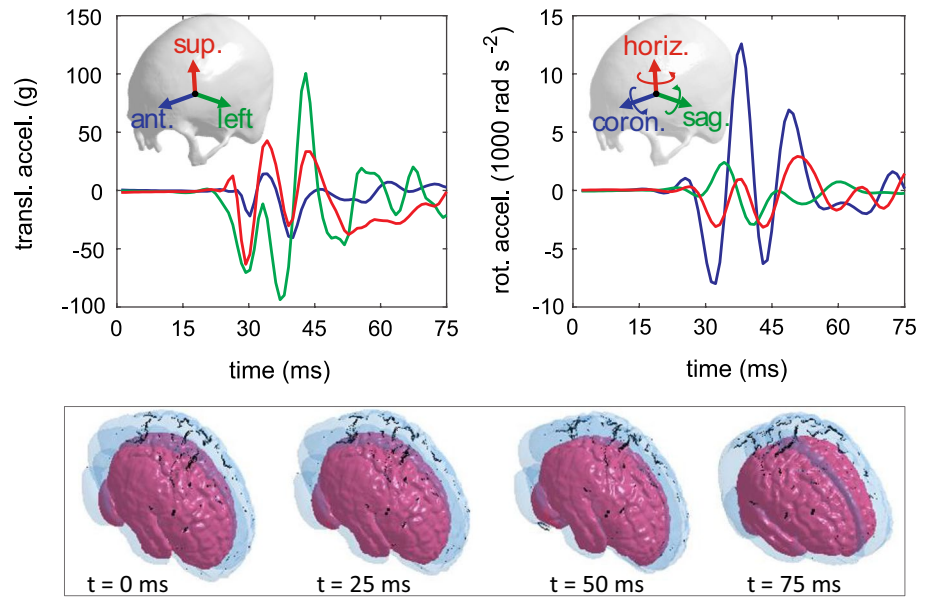 150
100
50
0
-50
-100
transl. accel. (g)
sup.
ant.
left
0 15 30 45 60 75
time (ms)
15
10
5
0
-5
-10
rot. accel. (1000 rad s⁻²)
horiz.
coron.
sag.
0 15 30 45 60 75
time (ms)
t = 0 ms
t = 25 ms
t = 50 ms
t = 75 ms